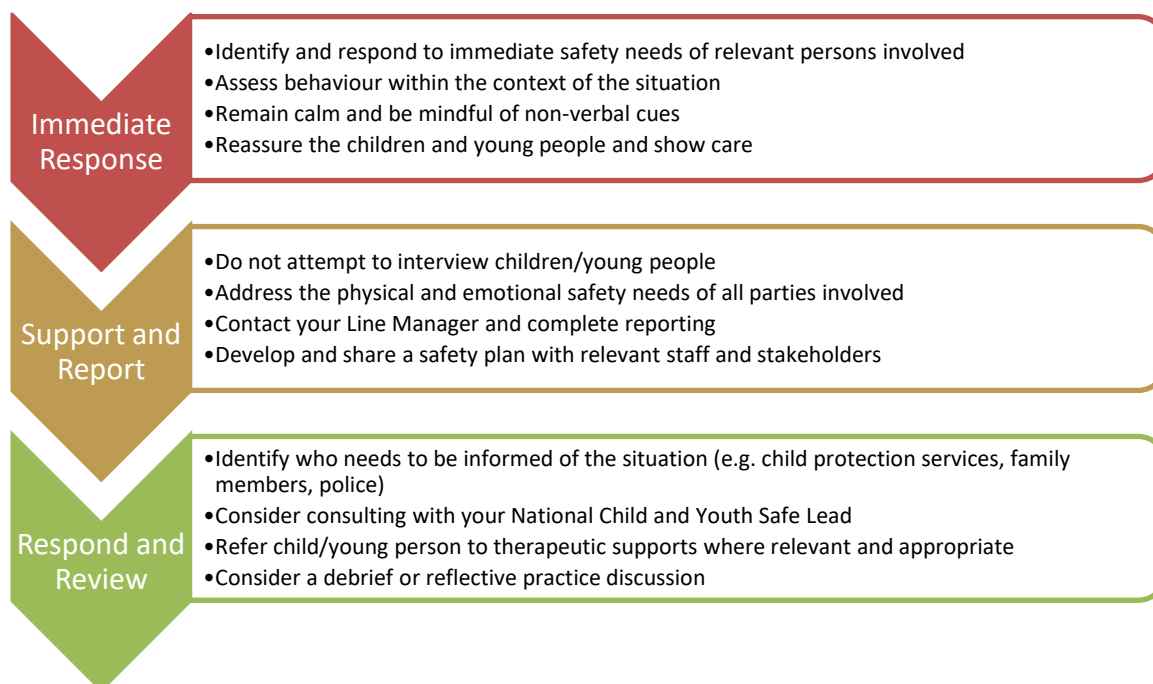 Immediate
Response
•Identify and respond to immediate safety needs of relevant persons involved
•Assess behaviour within the context of the situation
•Remain calm and be mindful of non-verbal cues
•Reassure the children and young people and show care
Support and
Report
•Do not attempt to interview children/young people
•Address the physical and emotional safety needs of all parties involved
•Contact your Line Manager and complete reporting
•Develop and share a safety plan with relevant staff and stakeholders
Respond and
Review
•Identify who needs to be informed of the situation (e.g. child protection services, family
members, police)
•Consider consulting with your National Child and Youth Safe Lead
•Refer child/young person to therapeutic supports where relevant and appropriate
•Consider a debrief or reflective practice discussion